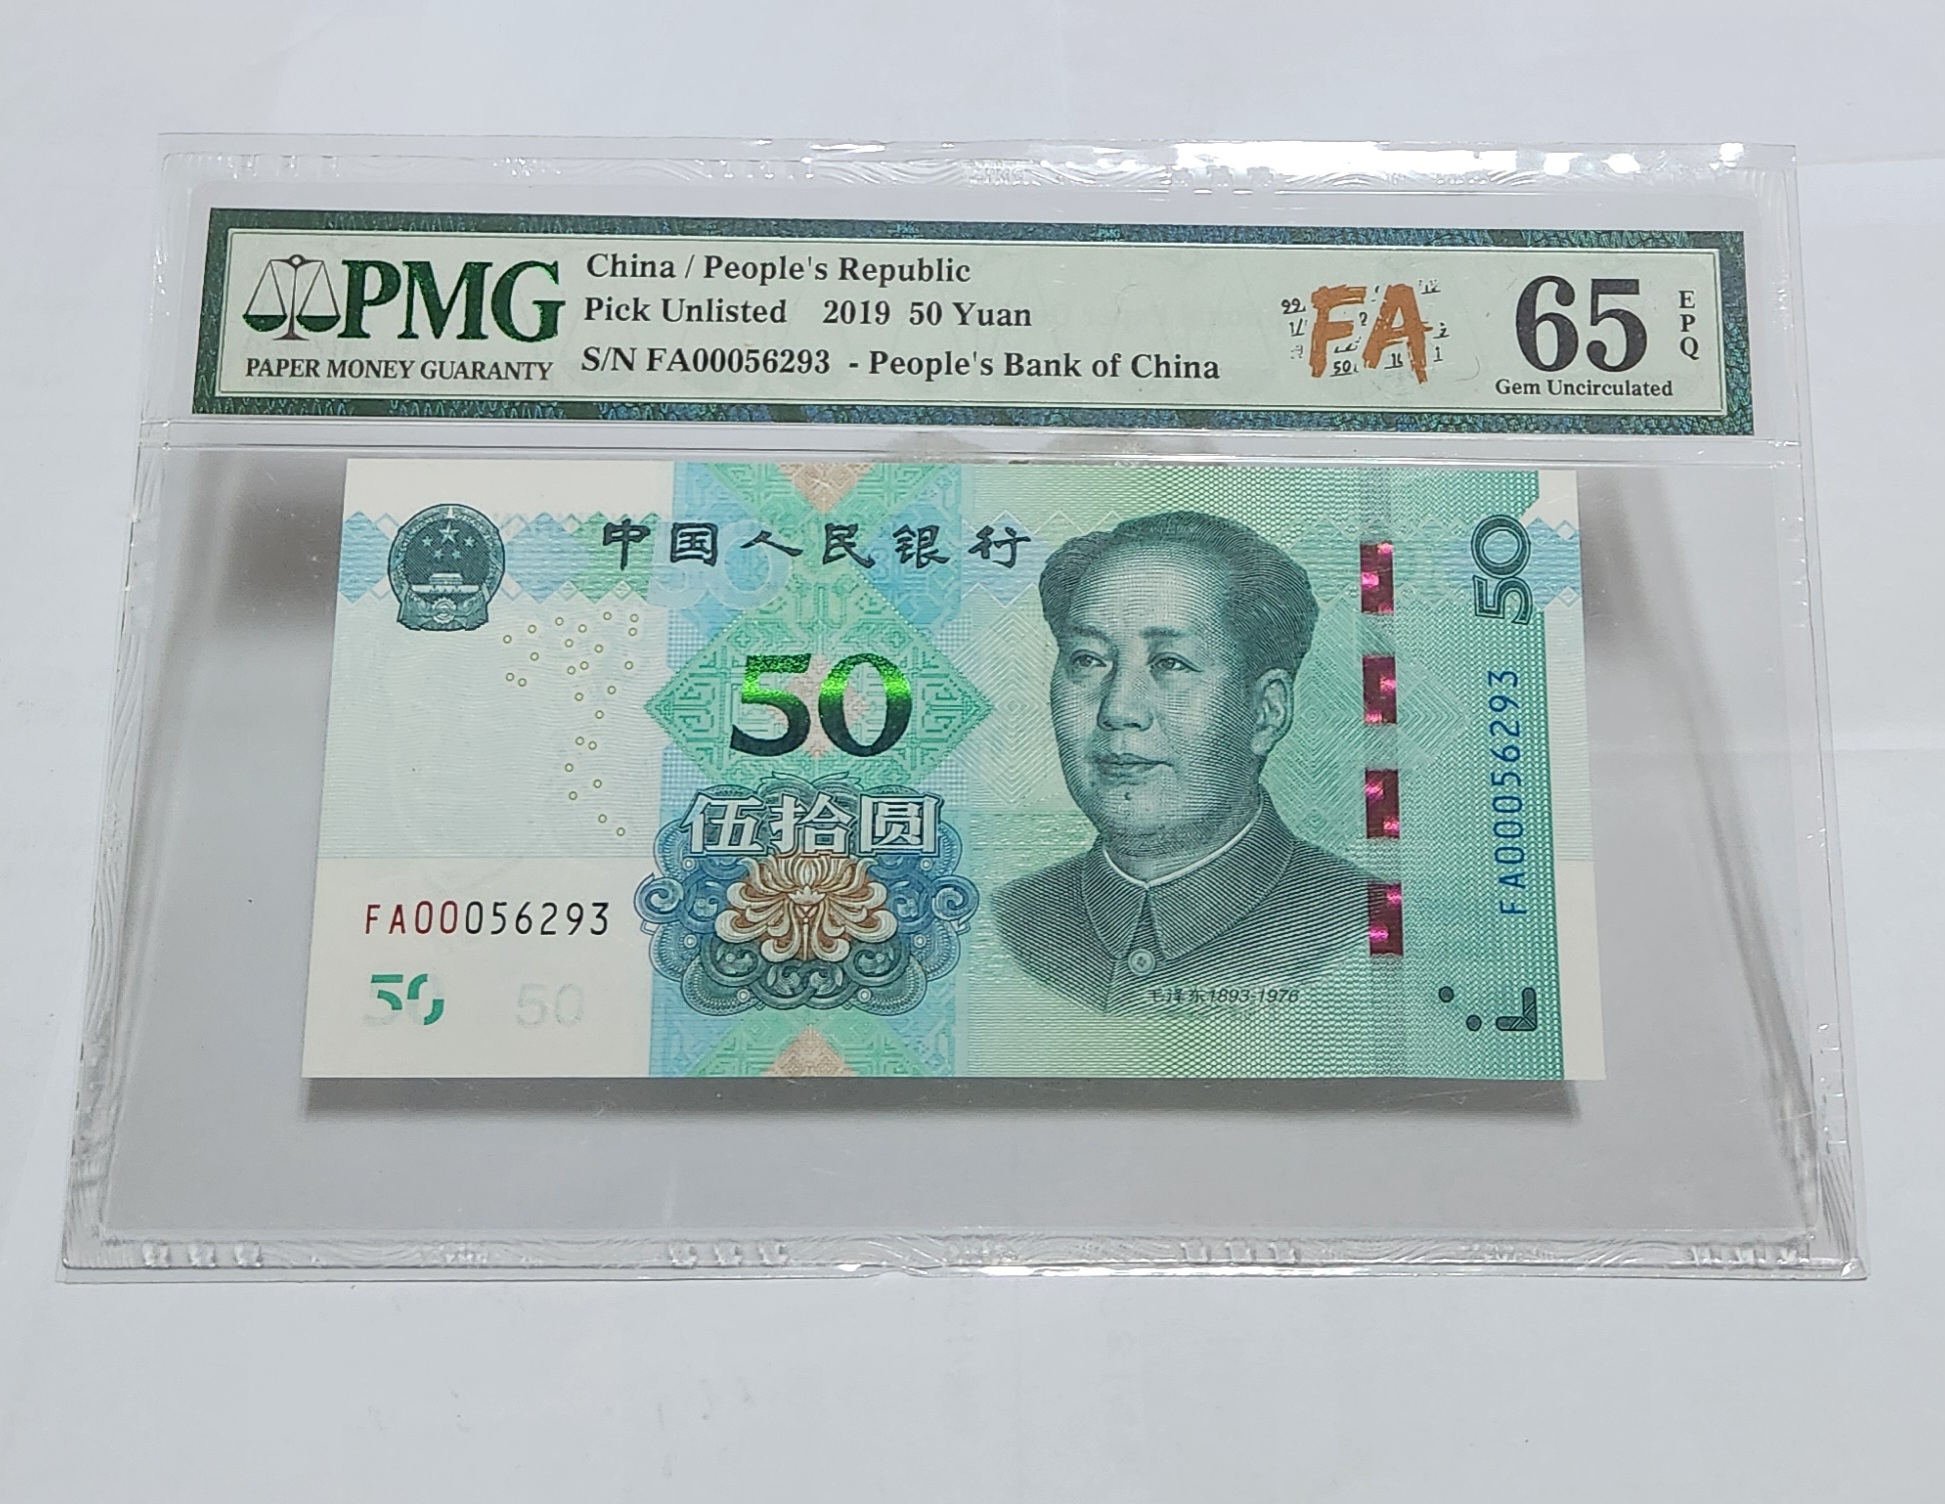 PMG
PAPER MONEY GUARANTY
China / People's Republic
Pick Unlisted 2019 50 Yuan
S/N FA00056293 - People's Bank of China
FA
65
EPQ
Gem Uncirculated
中国人民银行
50
50
伍拾圆
FA00056293
FA00056293
50
50
毛泽东1893-1976